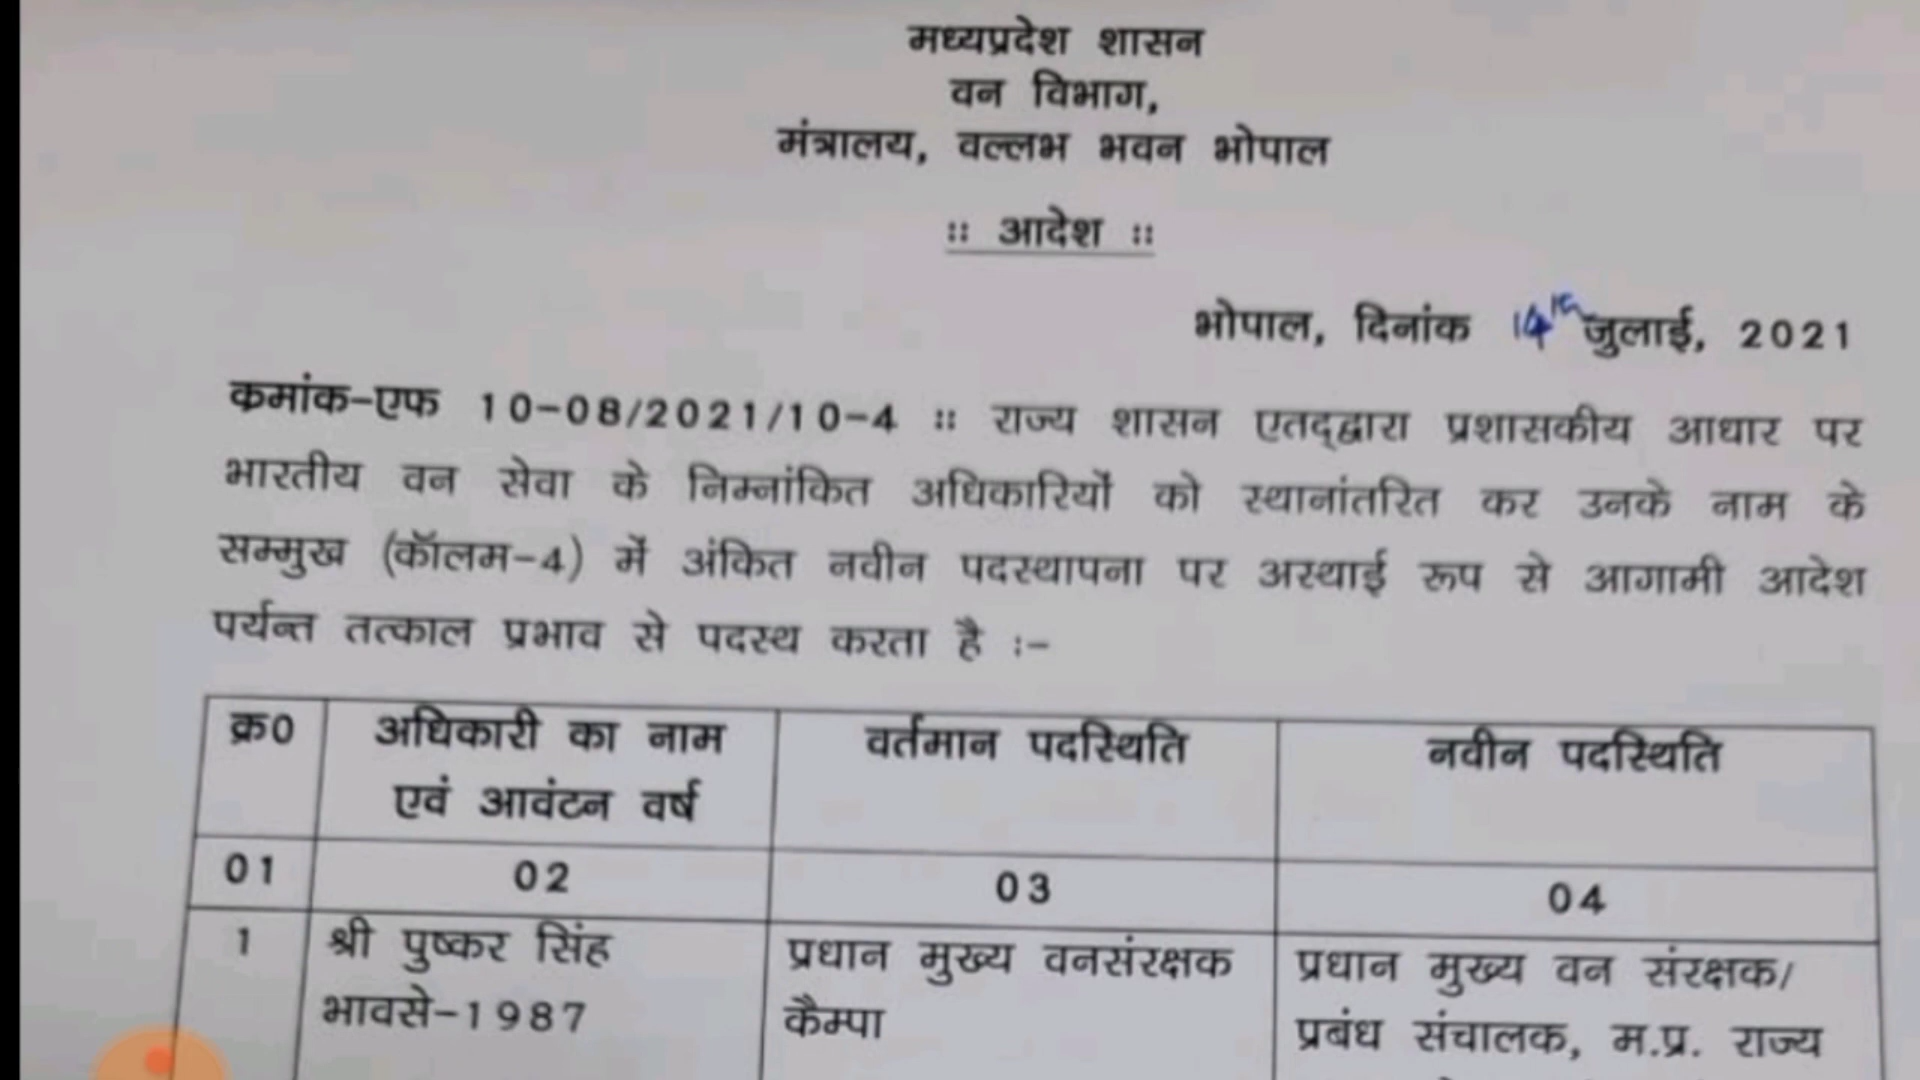 मध्यप्रदेश शासन
वन विभाग,
मंत्रालय, वल्लभ भवन भोपाल
:: आदेश ::
भोपाल, दिनांक 14th जुलाई, 2021
क्रमांक-एफ 10-08/2021/10-4 :: राज्य शासन एतद्द्वारा प्रशासकीय आधार पर
भारतीय वन सेवा के निम्नांकित अधिकारियों को स्थानांतरित कर उनके नाम के
सम्मुख (कॉलम-4) में अंकित नवीन पदस्थापना पर अस्थाई रूप से आगामी आदेश
पर्यन्त तत्काल प्रभाव से पदस्थ करता है :-
क्र0 अधिकारी का नाम वर्तमान पदस्थिति नवीन पदस्थिति
एवं आवंटन वर्ष
01 02 03 04
1 श्री पुष्कर सिंह प्रधान मुख्य वनसंरक्षक प्रधान मुख्य वन संरक्षक/
भावसे-1987 कैम्पा प्रबंध संचालक, म.प्र. राज्य